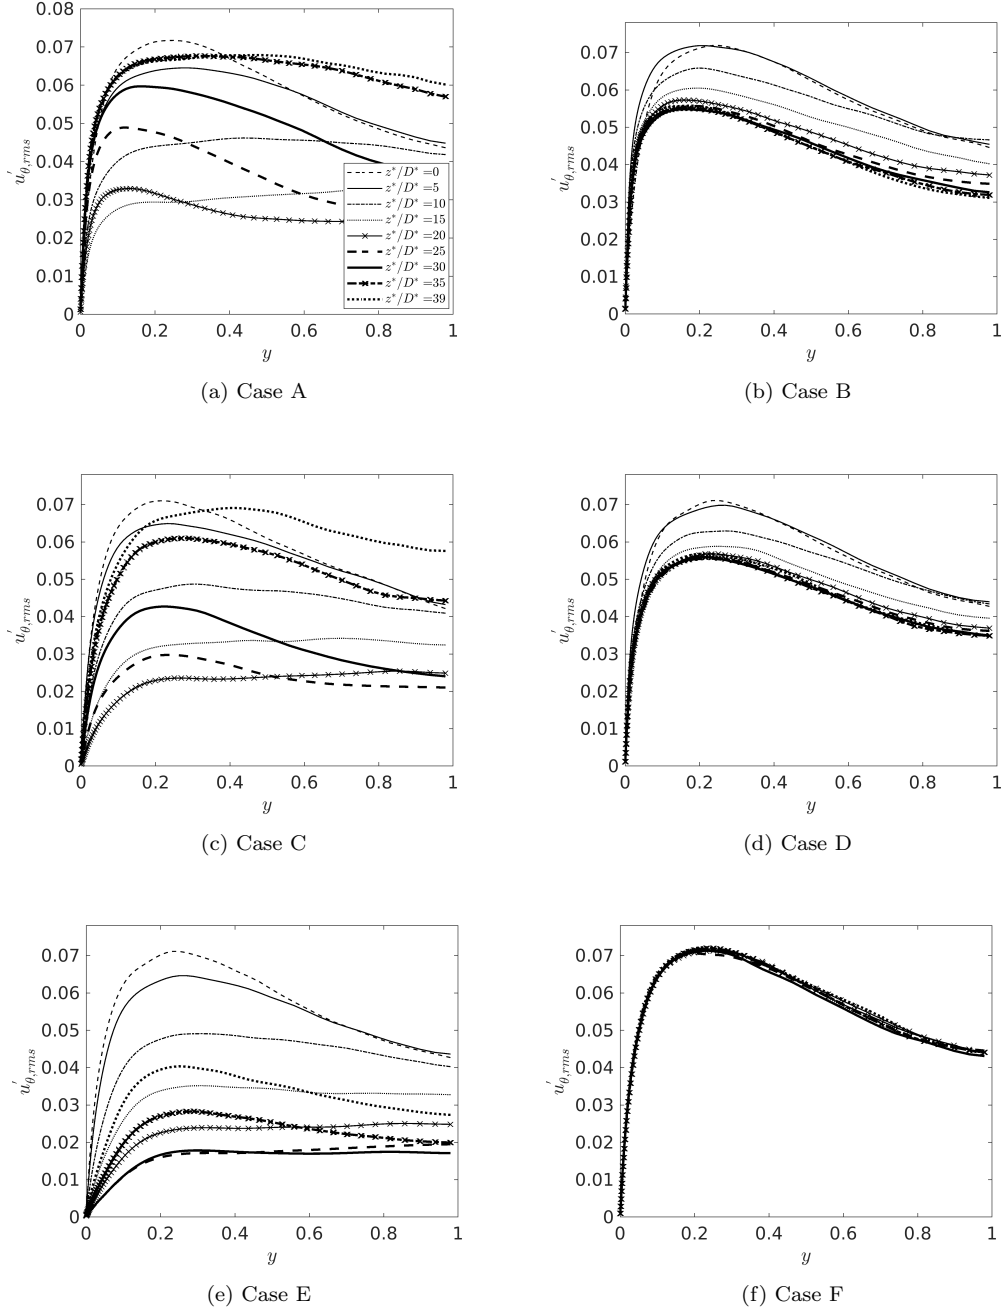 0.08
0.07
0.06
0.05
0.04
0.03
0.02
0.01
0
u'θ,rms
0 0.2 0.4 0.6 0.8 1
y
z*/D* =0
z*/D* =5
z*/D* =10
z*/D* =15
z*/D* =20
z*/D* =25
z*/D* =30
z*/D* =35
z*/D* =39
(a) Case A
0.07
0.06
0.05
0.04
0.03
0.02
0.01
0
u'θ,rms
0 0.2 0.4 0.6 0.8 1
y
(b) Case B
0.07
0.06
0.05
0.04
0.03
0.02
0.01
0
u'θ,rms
0 0.2 0.4 0.6 0.8 1
y
(c) Case C
0.07
0.06
0.05
0.04
0.03
0.02
0.01
0
u'θ,rms
0 0.2 0.4 0.6 0.8 1
y
(d) Case D
0.07
0.06
0.05
0.04
0.03
0.02
0.01
0
u'θ,rms
0 0.2 0.4 0.6 0.8 1
y
(e) Case E
0.07
0.06
0.05
0.04
0.03
0.02
0.01
0
u'θ,rms
0 0.2 0.4 0.6 0.8 1
y
(f) Case F